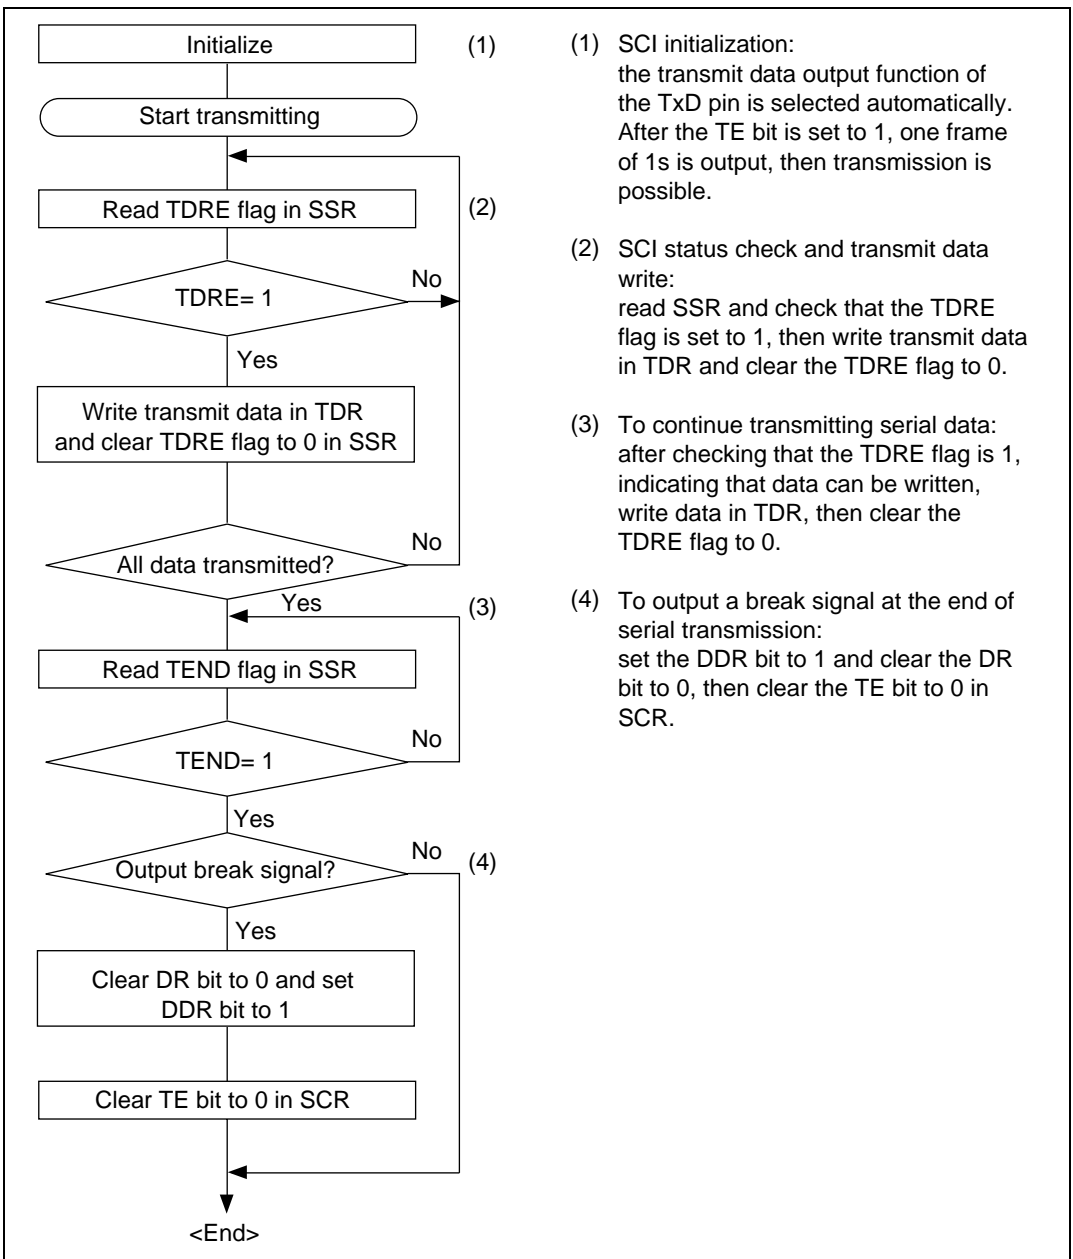 Initialize
(1)
Start transmitting
Read TDRE flag in SSR
(2)
TDRE= 1
No
Yes
Write transmit data in TDR
and clear TDRE flag to 0 in SSR
All data transmitted?
No
Yes
(3)
Read TEND flag in SSR
TEND= 1
No
Yes
Output break signal?
No
(4)
Yes
Clear DR bit to 0 and set
DDR bit to 1
Clear TE bit to 0 in SCR
<End>
(1) SCI initialization:
the transmit data output function of
the TxD pin is selected automatically.
After the TE bit is set to 1, one frame
of 1s is output, then transmission is
possible.
(2) SCI status check and transmit data
write:
read SSR and check that the TDRE
flag is set to 1, then write transmit data
in TDR and clear the TDRE flag to 0.
(3) To continue transmitting serial data:
after checking that the TDRE flag is 1,
indicating that data can be written,
write data in TDR, then clear the
TDRE flag to 0.
(4) To output a break signal at the end of
serial transmission:
set the DDR bit to 1 and clear the DR
bit to 0, then clear the TE bit to 0 in
SCR.